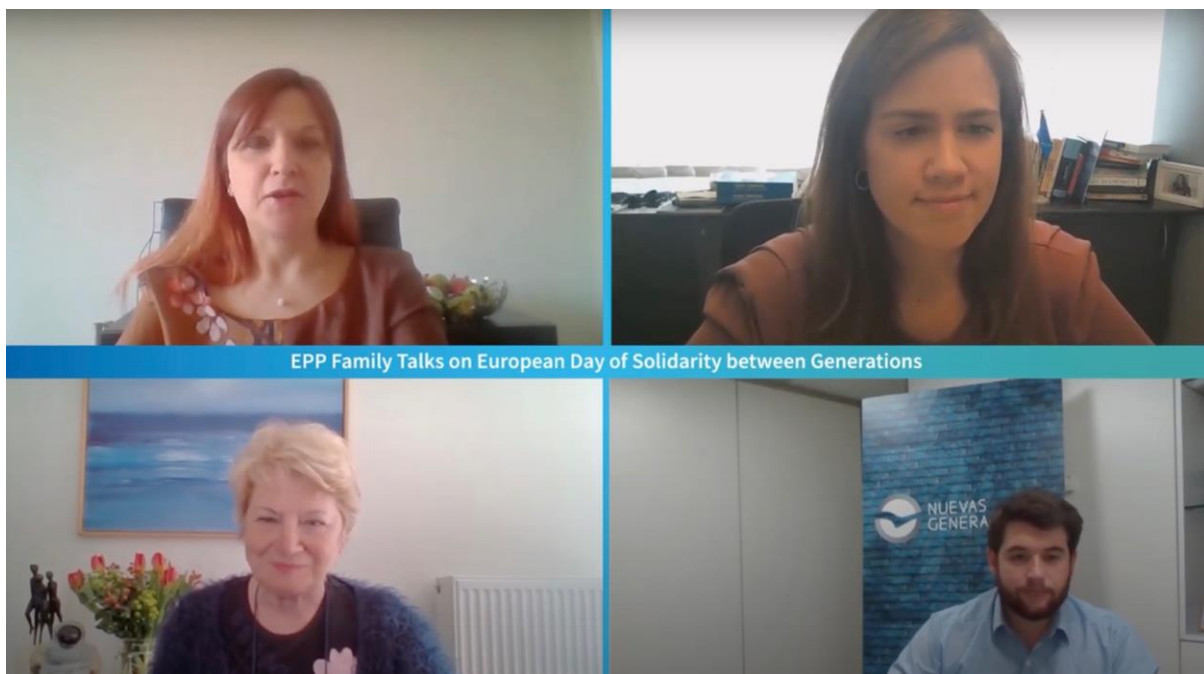 EPP Family Talks on European Day of Solidarity between Generations
NUEVAS
GENERA